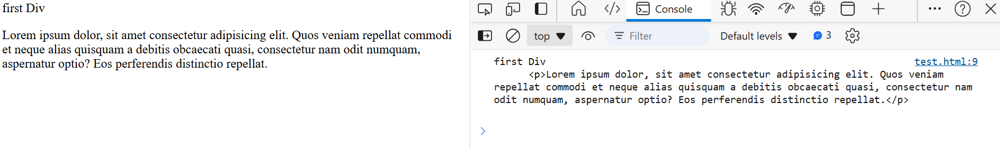 first Div
Lorem ipsum dolor, sit amet consectetur adipisicing elit. Quos veniam repellat commodi
et neque alias quisquam a debitis obcaecati quasi, consectetur nam odit numquam,
aspernatur optio? Eos perferendis distinctio repellat.
Console
top
Filter
Default levels
3
first Div
test.html:9
<p>Lorem ipsum dolor, sit amet consectetur adipisicing elit. Quos veniam
repellat commodi et neque alias quisquam a debitis obcaecati quasi, consectetur nam
odit numquam, aspernatur optio? Eos perferendis distinctio repellat.</p>